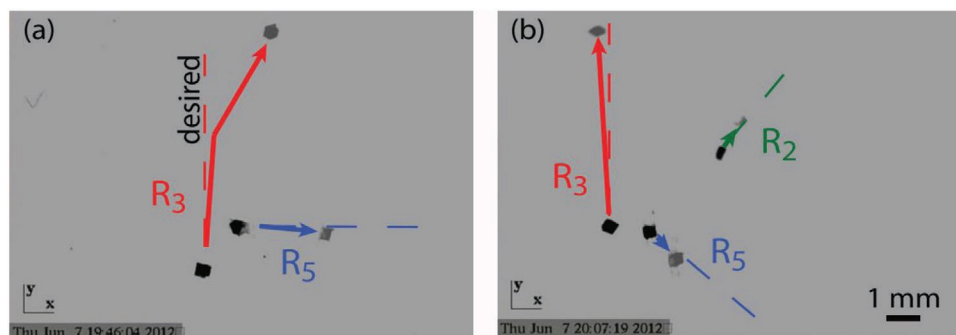 (a)
desired
R3
R5
y
x
Thu Jun 7 19:46:04 2012
(b)
R2
R3
R5
1 mm
y
x
Thu Jun 7 20:07:19 2012